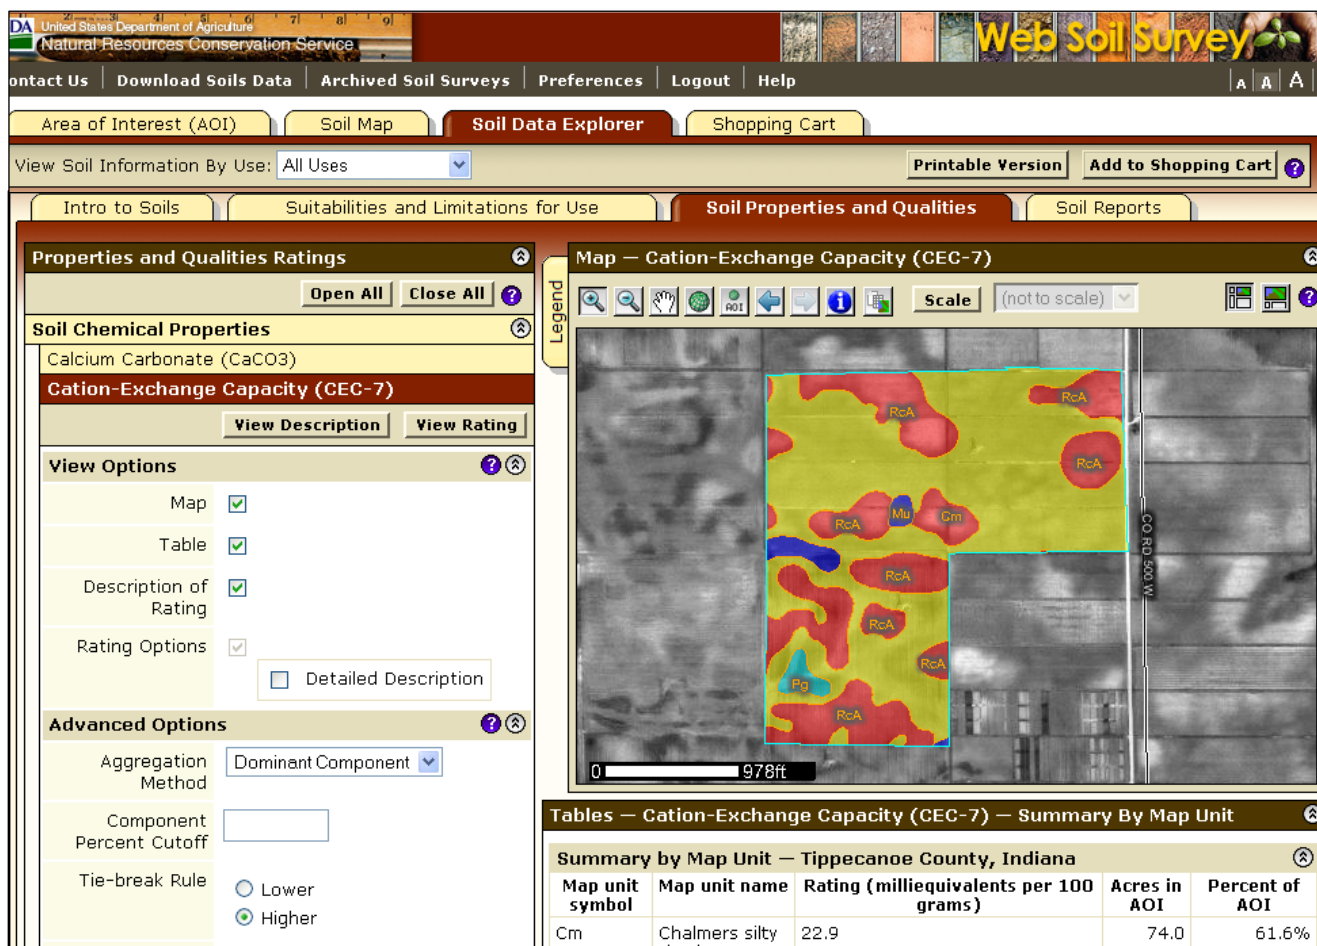 2 3 4 5 6 7 8 9
DA United States Department of Agriculture
Natural Resources Conservation Service
Web Soil Survey
ontact Us | Download Soils Data | Archived Soil Surveys | Preferences | Logout | Help
A A A
Area of Interest (AOI) Soil Map Soil Data Explorer Shopping Cart
View Soil Information By Use: All Uses Printable Version Add to Shopping Cart ?
Intro to Soils Suitabilities and Limitations for Use Soil Properties and Qualities Soil Reports
Properties and Qualities Ratings
Open All Close All ?
Soil Chemical Properties
Calcium Carbonate (CaCO3)
Cation-Exchange Capacity (CEC-7)
View Description View Rating
View Options ?
Map
Table
Description of
Rating
Rating Options
Detailed Description
Advanced Options ?
Aggregation
Method
Dominant Component
Component
Percent Cutoff
Tie-break Rule
Lower
Higher
Legend
Map — Cation-Exchange Capacity (CEC-7)
AOI i Scale (not to scale) ?
RcA
RcA
RcA
RcA Mu Cm
RcA
RcA
RcA
Pg
RcA
CO RD 500 W
0 978ft
Tables — Cation-Exchange Capacity (CEC-7) — Summary By Map Unit
Summary by Map Unit — Tippecanoe County, Indiana
Map unit symbol Map unit name Rating (milliequivalents per 100 grams) Acres in AOI Percent of AOI
Cm Chalmers silty 22.9 74.0 61.6%